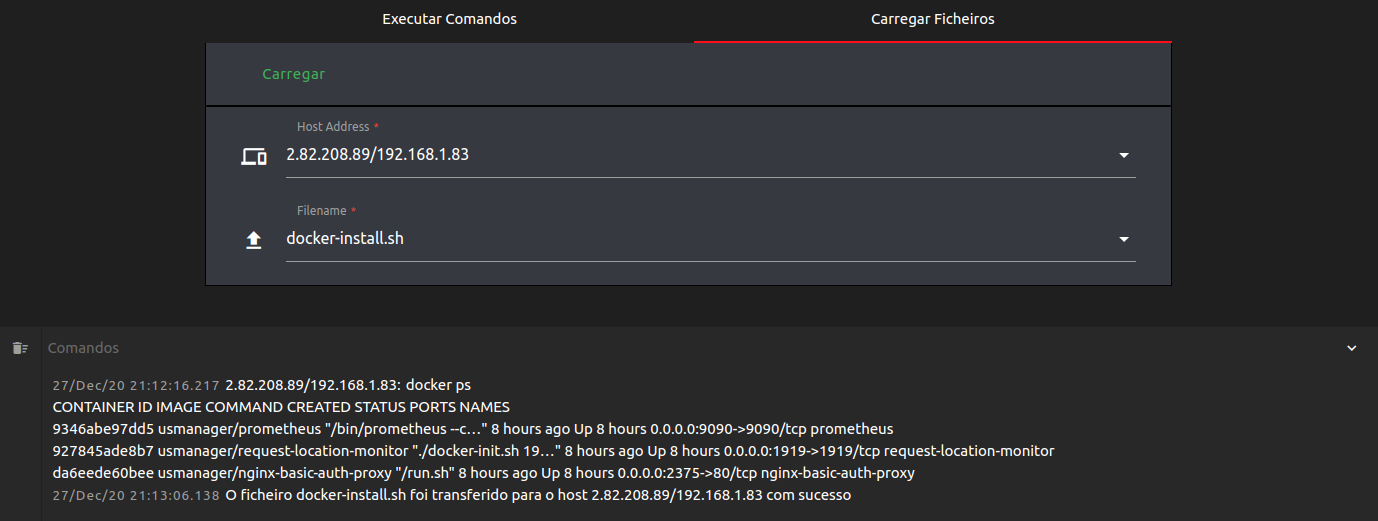 Executar Comandos Carregar Ficheiros
Carregar
Host Address *
2.82.208.89/192.168.1.83
Filename *
docker-install.sh
Comandos
27/Dec/20 21:12:16.217 2.82.208.89/192.168.1.83: docker ps
CONTAINER ID IMAGE COMMAND CREATED STATUS PORTS NAMES
9346abe97dd5 usmanager/prometheus "/bin/prometheus --c…" 8 hours ago Up 8 hours 0.0.0.0:9090->9090/tcp prometheus
927845ade8b7 usmanager/request-location-monitor "./docker-init.sh 19…" 8 hours ago Up 8 hours 0.0.0.0:1919->1919/tcp request-location-monitor
da6eede60bee usmanager/nginx-basic-auth-proxy "/run.sh" 8 hours ago Up 8 hours 0.0.0.0:2375->80/tcp nginx-basic-auth-proxy
27/Dec/20 21:13:06.138 O ficheiro docker-install.sh foi transferido para o host 2.82.208.89/192.168.1.83 com sucesso